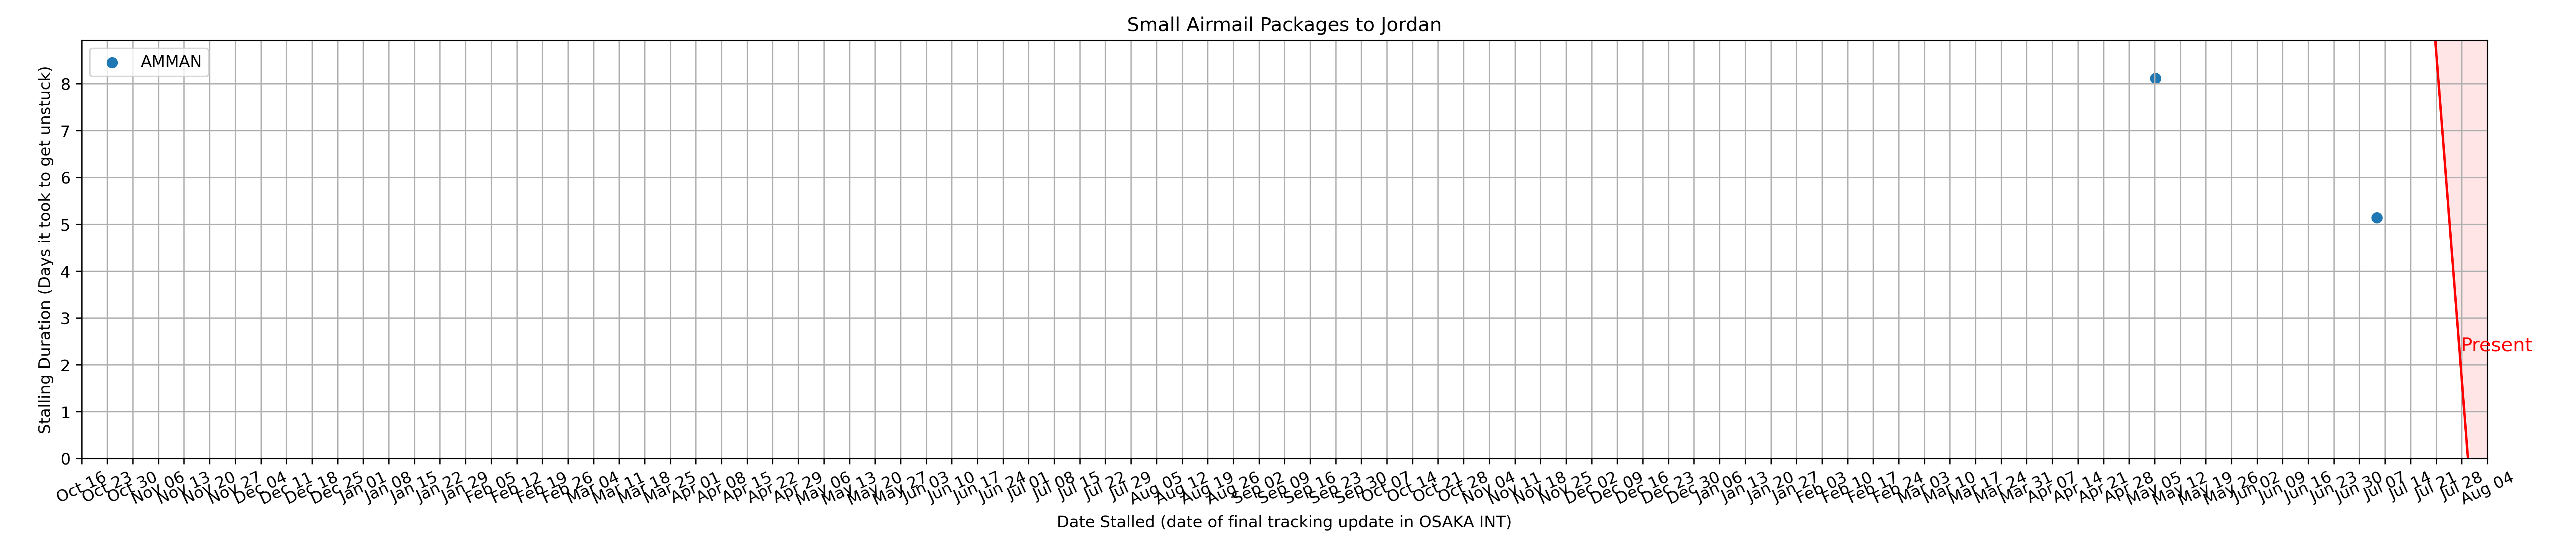 Small Airmail Packages to Jordan
AMMAN
Stalling Duration (Days it took to get unstuck)
8
7
6
5
4
3
2
1
0
Present
Oct 16
Oct 23
Oct 30
Nov 06
Nov 13
Nov 20
Nov 27
Dec 04
Dec 11
Dec 18
Dec 25
Jan 01
Jan 08
Jan 15
Jan 22
Jan 29
Feb 05
Feb 12
Feb 19
Feb 26
Mar 04
Mar 11
Mar 18
Mar 25
Apr 01
Apr 08
Apr 15
Apr 22
Apr 29
May 06
May 13
May 20
May 27
Jun 03
Jun 10
Jun 17
Jun 24
Jul 01
Jul 08
Jul 15
Jul 22
Jul 29
Aug 05
Aug 12
Aug 19
Aug 26
Sep 02
Sep 09
Sep 16
Sep 23
Sep 30
Oct 07
Oct 14
Oct 21
Oct 28
Nov 04
Nov 11
Nov 18
Nov 25
Dec 02
Dec 09
Dec 16
Dec 23
Dec 30
Jan 06
Jan 13
Jan 20
Jan 27
Feb 03
Feb 10
Feb 17
Feb 24
Mar 03
Mar 10
Mar 17
Mar 24
Mar 31
Apr 07
Apr 14
Apr 21
Apr 28
May 05
May 12
May 19
May 26
Jun 02
Jun 09
Jun 16
Jun 23
Jun 30
Jul 07
Jul 14
Jul 21
Jul 28
Aug 04
Date Stalled (date of final tracking update in OSAKA INT)